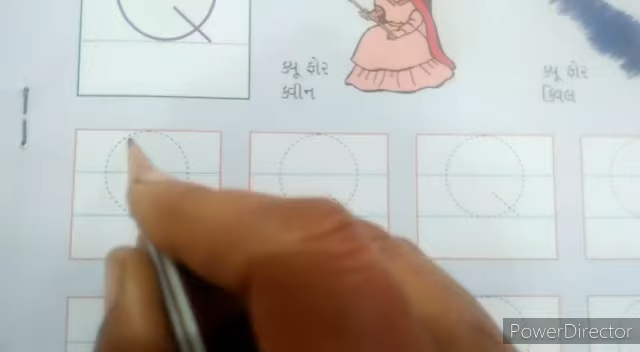 Q
ક્યૂ ફોર
ક્વીન
ક્યૂ ફોર
ક્વિલ
Q Q Q
PowerDirector